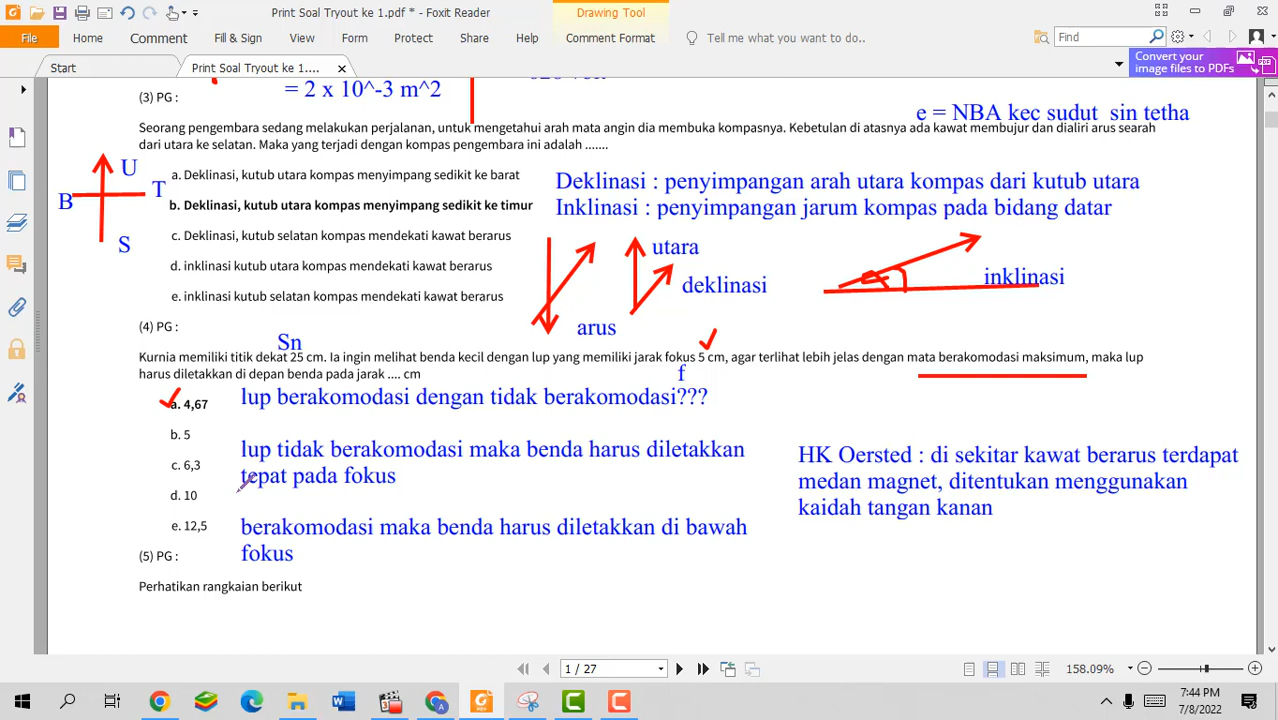 Print Soal Tryout ke 1.pdf * - Foxit Reader
Drawing Tool
File
Home
Comment
Fill & Sign
View
Form
Protect
Share
Help
Comment Format
Tell me what you want to do..
Find
Start
Print Soal Tryout ke 1....
Convert your
image files to PDFs
= 2 x 10^-3 m^2
(3) PG :
e = NBA kec sudut sin tetha
Seorang pengembara sedang melakukan perjalanan, untuk mengetahui arah mata angin dia membuka kompasnya. Kebetulan di atasnya ada kawat membujur dan dialiri arus searah
dari utara ke selatan. Maka yang terjadi dengan kompas pengembara ini adalah .......
U
B
T
S
a. Deklinasi, kutub utara kompas menyimpang sedikit ke barat
b. Deklinasi, kutub utara kompas menyimpang sedikit ke timur
c. Deklinasi, kutub selatan kompas mendekati kawat berarus
d. inklinasi kutub utara kompas mendekati kawat berarus
e. inklinasi kutub selatan kompas mendekati kawat berarus
Deklinasi : penyimpangan arah utara kompas dari kutub utara
Inklinasi : penyimpangan jarum kompas pada bidang datar
utara
deklinasi
inklinasi
arus
(4) PG :
Sn
Kurnia memiliki titik dekat 25 cm. Ia ingin melihat benda kecil dengan lup yang memiliki jarak fokus 5 cm, agar terlihat lebih jelas dengan mata berakomodasi maksimum, maka lup
harus diletakkan di depan benda pada jarak .... cm
f
a. 4,67
b. 5
c. 6,3
d. 10
e. 12,5
lup berakomodasi dengan tidak berakomodasi???
lup tidak berakomodasi maka benda harus diletakkan
tepat pada fokus
berakomodasi maka benda harus diletakkan di bawah
fokus
HK Oersted : di sekitar kawat berarus terdapat
medan magnet, ditentukan menggunakan
kaidah tangan kanan
(5) PG :
Perhatikan rangkaian berikut
1 / 27
158.09%
7:44 PM
7/8/2022